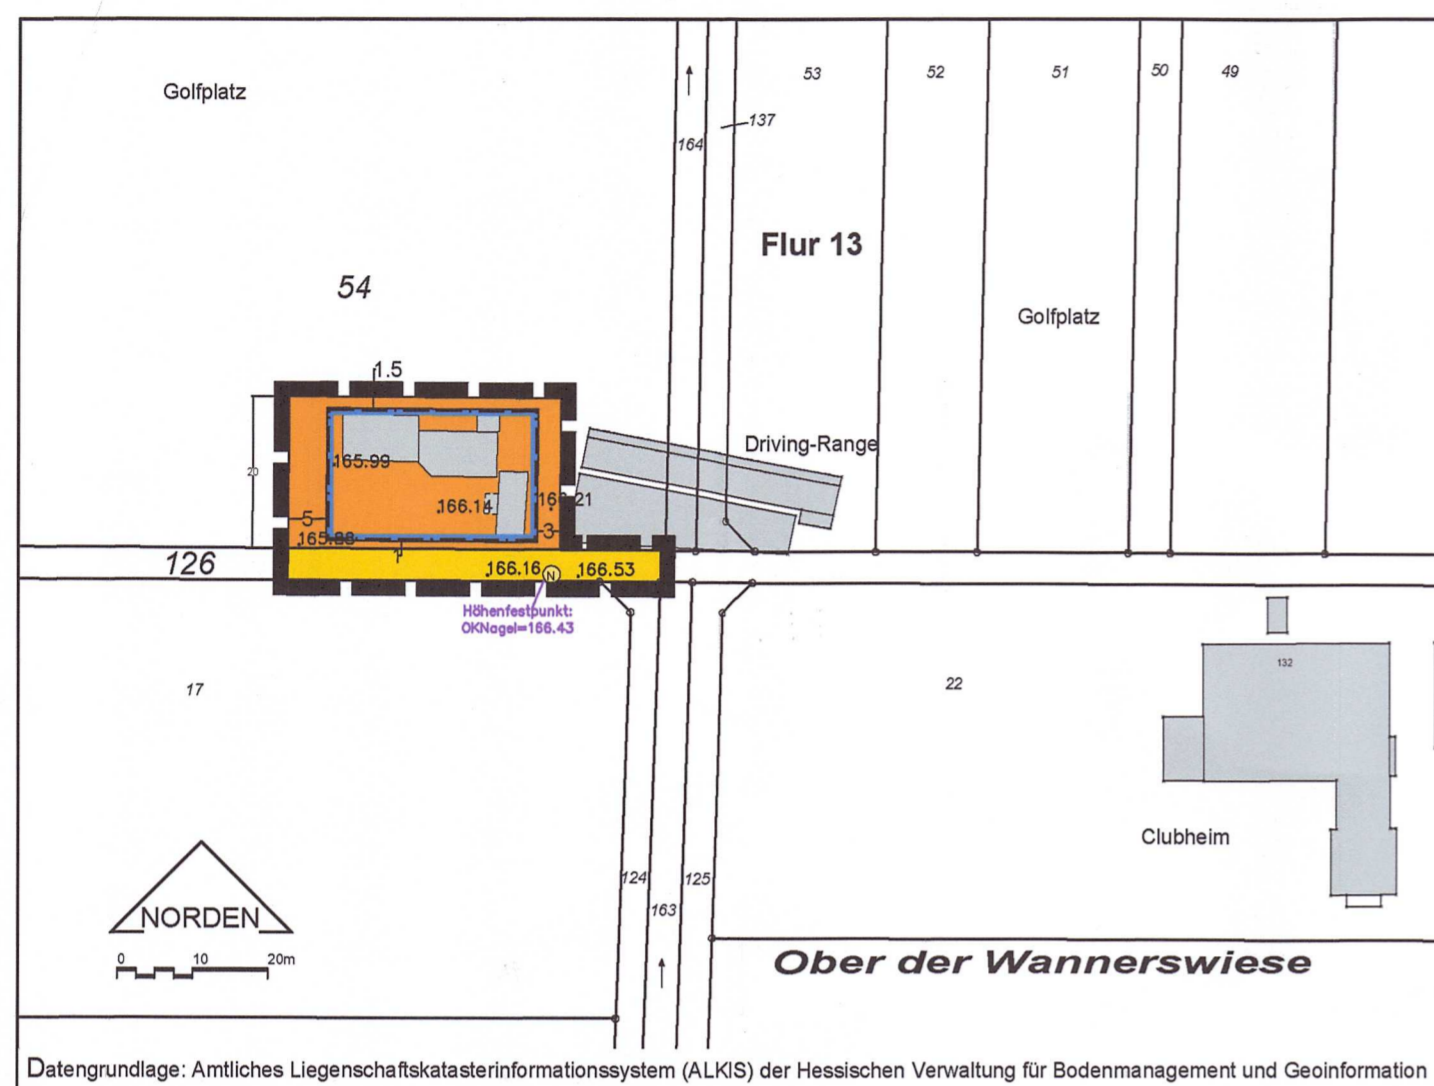 Golfplatz
53
52
51
50
49
137
164
Flur 13
54
Golfplatz
1.5
Driving-Range
165.99
20
166.14
5
3
126
1
166.16
N
166.53
Höhenfestpunkt:
OKNagel=166.43
17
22
132
Clubheim
124
125
163
NORDEN
0 10 20m
Ober der Wannerswiese
Datengrundlage: Amtliches Liegenschaftskatasterinformationssystem (ALKIS) der Hessischen Verwaltung für Bodenmanagement und Geoinformation